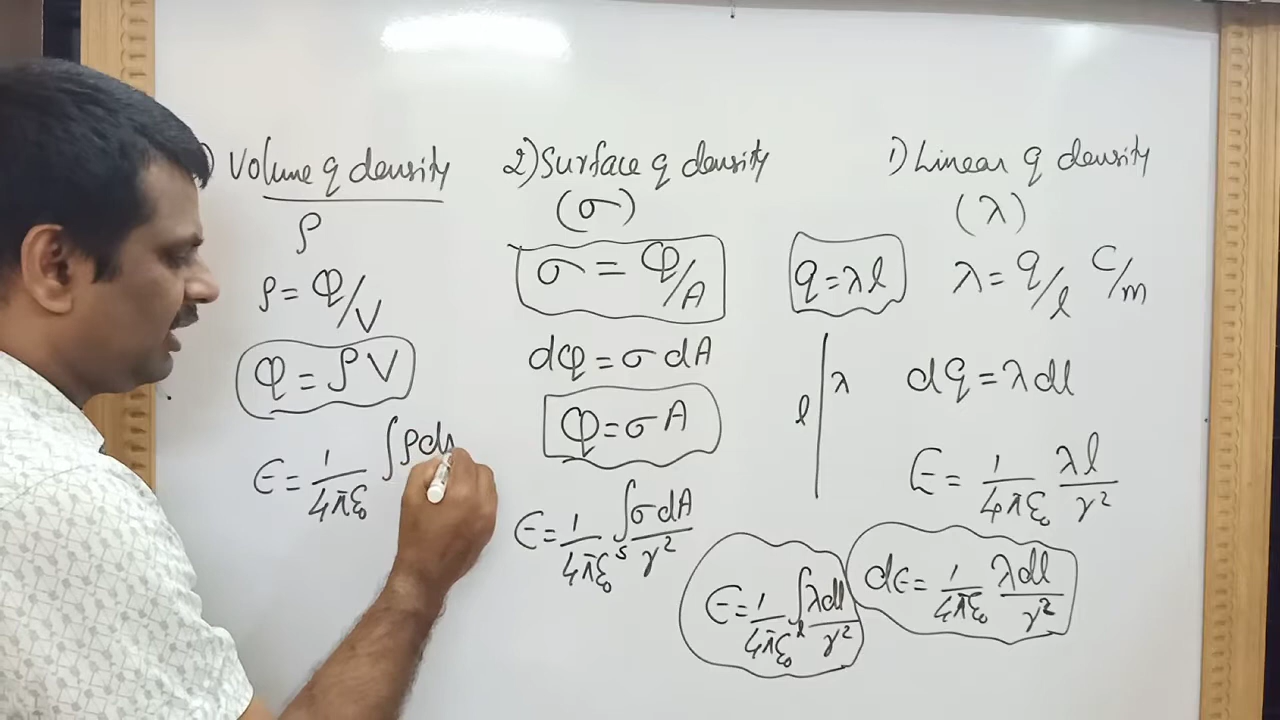 ) Volume q density
ρ
ρ = Q/V
Q = ρV
E = 1/4πε₀ ∫ρdv
2) Surface q density
(σ)
σ = Q/A
dQ = σ dA
Q = σ A
E = 1/4πε₀ ∫s σ dA/r²
1) Linear q density
(λ)
q = λl λ = q/l C/m
l λ dq = λdl
E = 1/4πε₀ λl/r²
dE = 1/4πε₀ λdl/r²
E = 1/4πε₀ ∫l λdl/r²